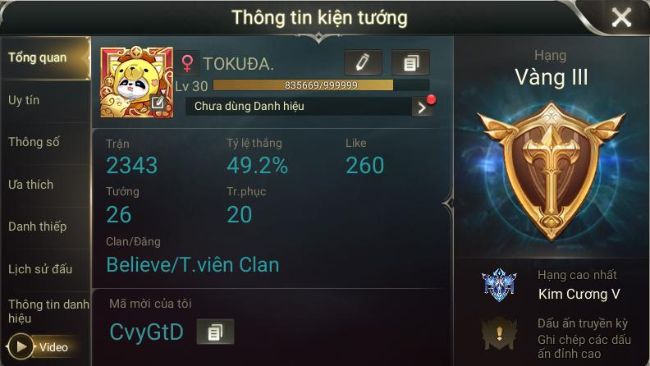 Thông tin kiện tướng
Tổng quan
Uy tín
Thông số
Ưa thích
Danh thiếp
Lịch sử đấu
Thông tin danh hiệu
Video
TOKUĐA.
Lv 30
835669/999999
Chưa dùng Danh hiệu
Trận
2343
Tỷ lệ thắng
49.2%
Like
260
Tướng
26
Tr.phục
20
Clan/Đăng
Believe/T.viên Clan
Mã mời của tôi
CvyGtD
Hạng
Vàng III
Hạng cao nhất
Kim Cương V
Dấu ấn truyền kỳ
Ghi chép các dấu
ấn đỉnh cao